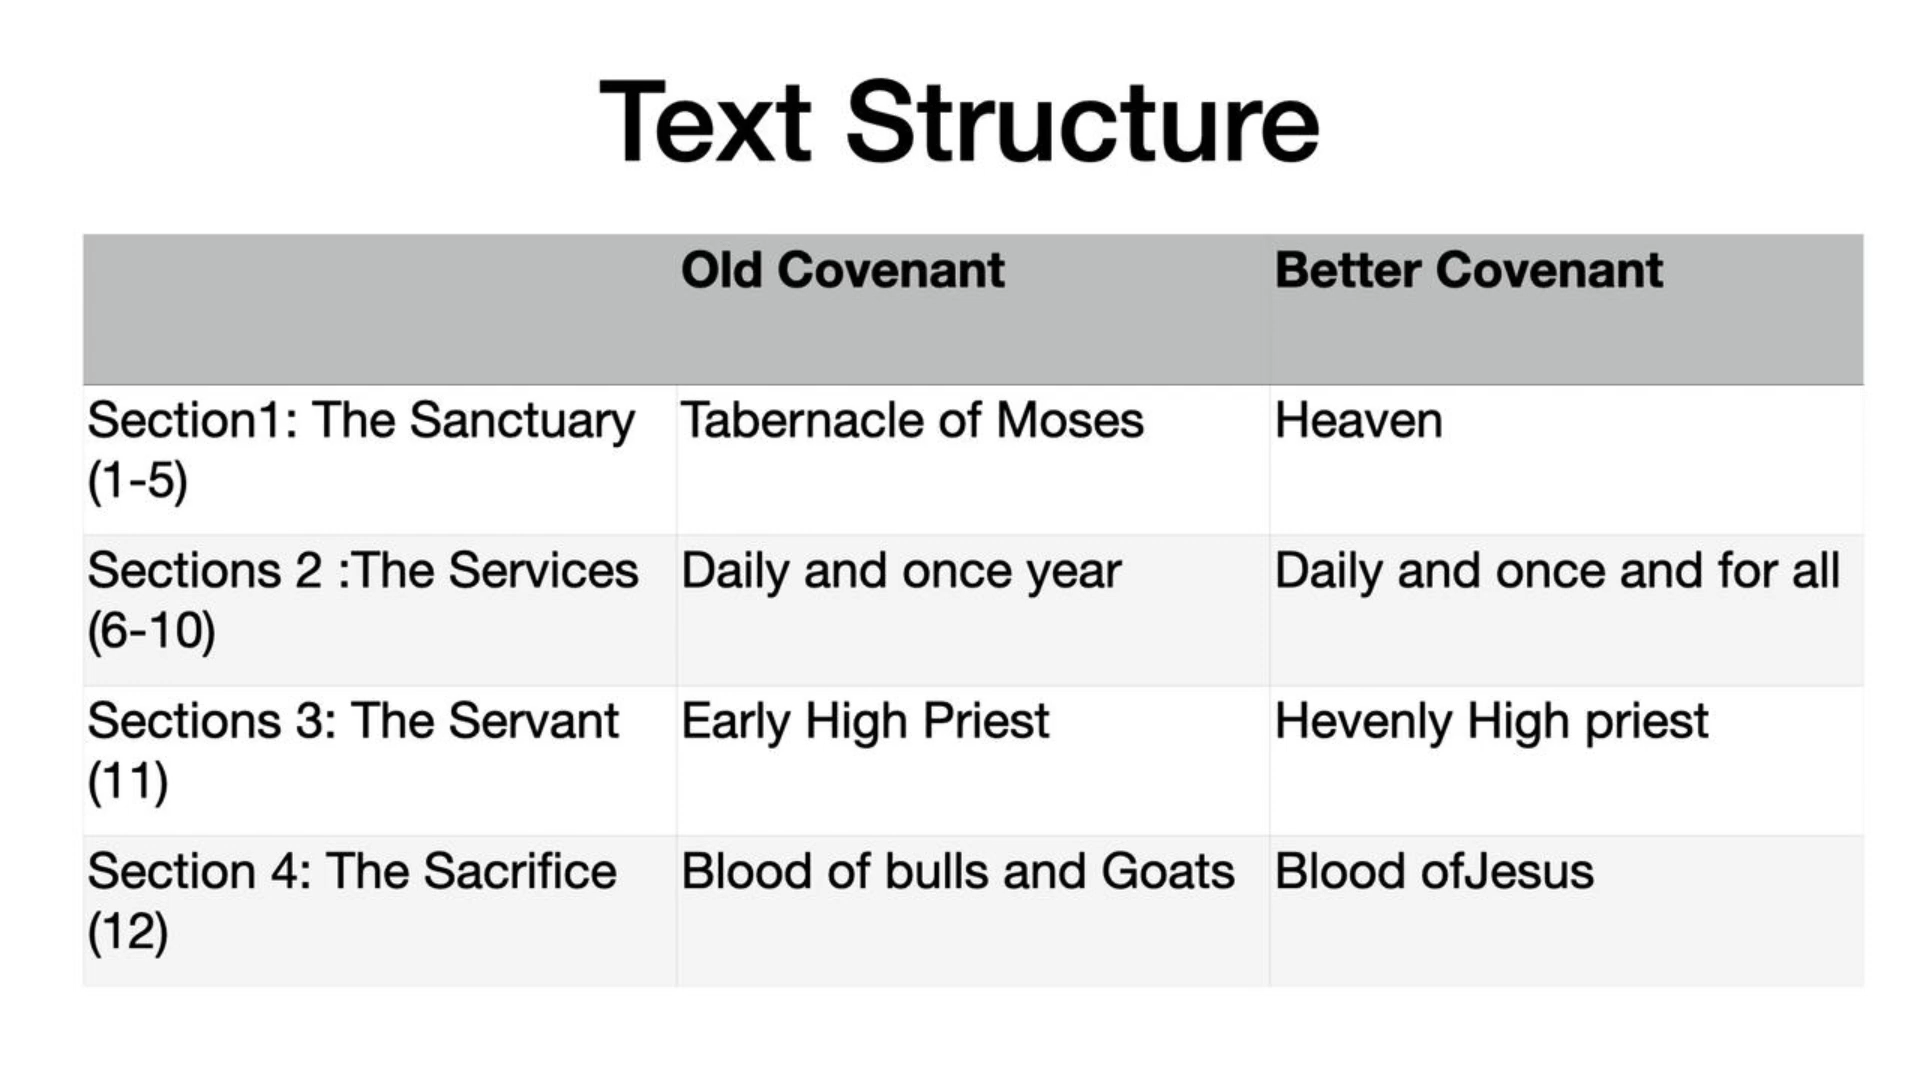 Text Structure
Old Covenant
Better Covenant
Section1: The Sanctuary
(1-5)
Tabernacle of Moses
Heaven
Sections 2 :The Services
(6-10)
Daily and once year
Daily and once and for all
Sections 3: The Servant
(11)
Early High Priest
Hevenly High priest
Section 4: The Sacrifice
(12)
Blood of bulls and Goats
Blood ofJesus